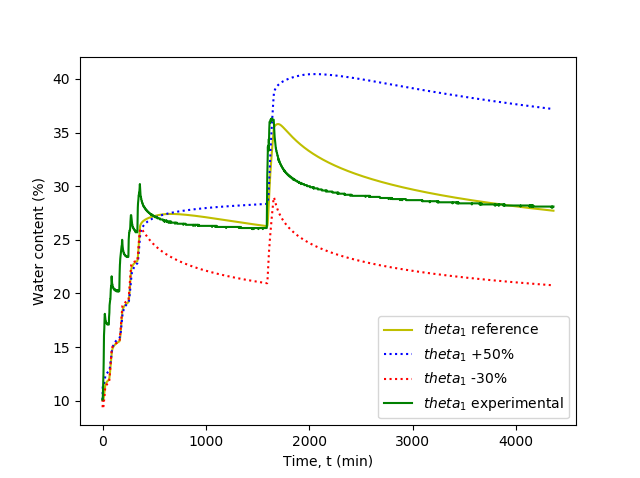 40
35
30
25
20
15
10
Water content (%)
0 1000 2000 3000 4000
Time, t (min)
theta₁ reference
theta₁ +50%
theta₁ -30%
theta₁ experimental